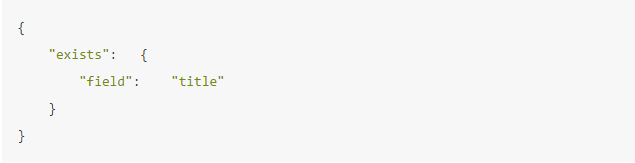 {
    "exists":   {
        "field":    "title"
    }
}